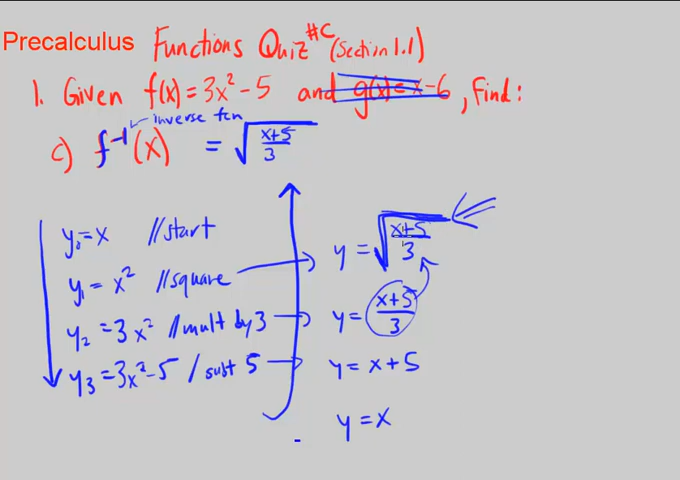 Precalculus Functions Quiz #C (Section 1.1)
1. Given f(x) = 3x² - 5 and g(x) = x - 6, Find:
inverse fcn
c) f⁻¹(x) = √((x+5)/3)
y₀ = x //start
y₁ = x² //square
y₂ = 3x² //mult by 3
y₃ = 3x² - 5 / subt 5
y = √((x+5)/3)
y = (x+5)/3
y = x + 5
y = x